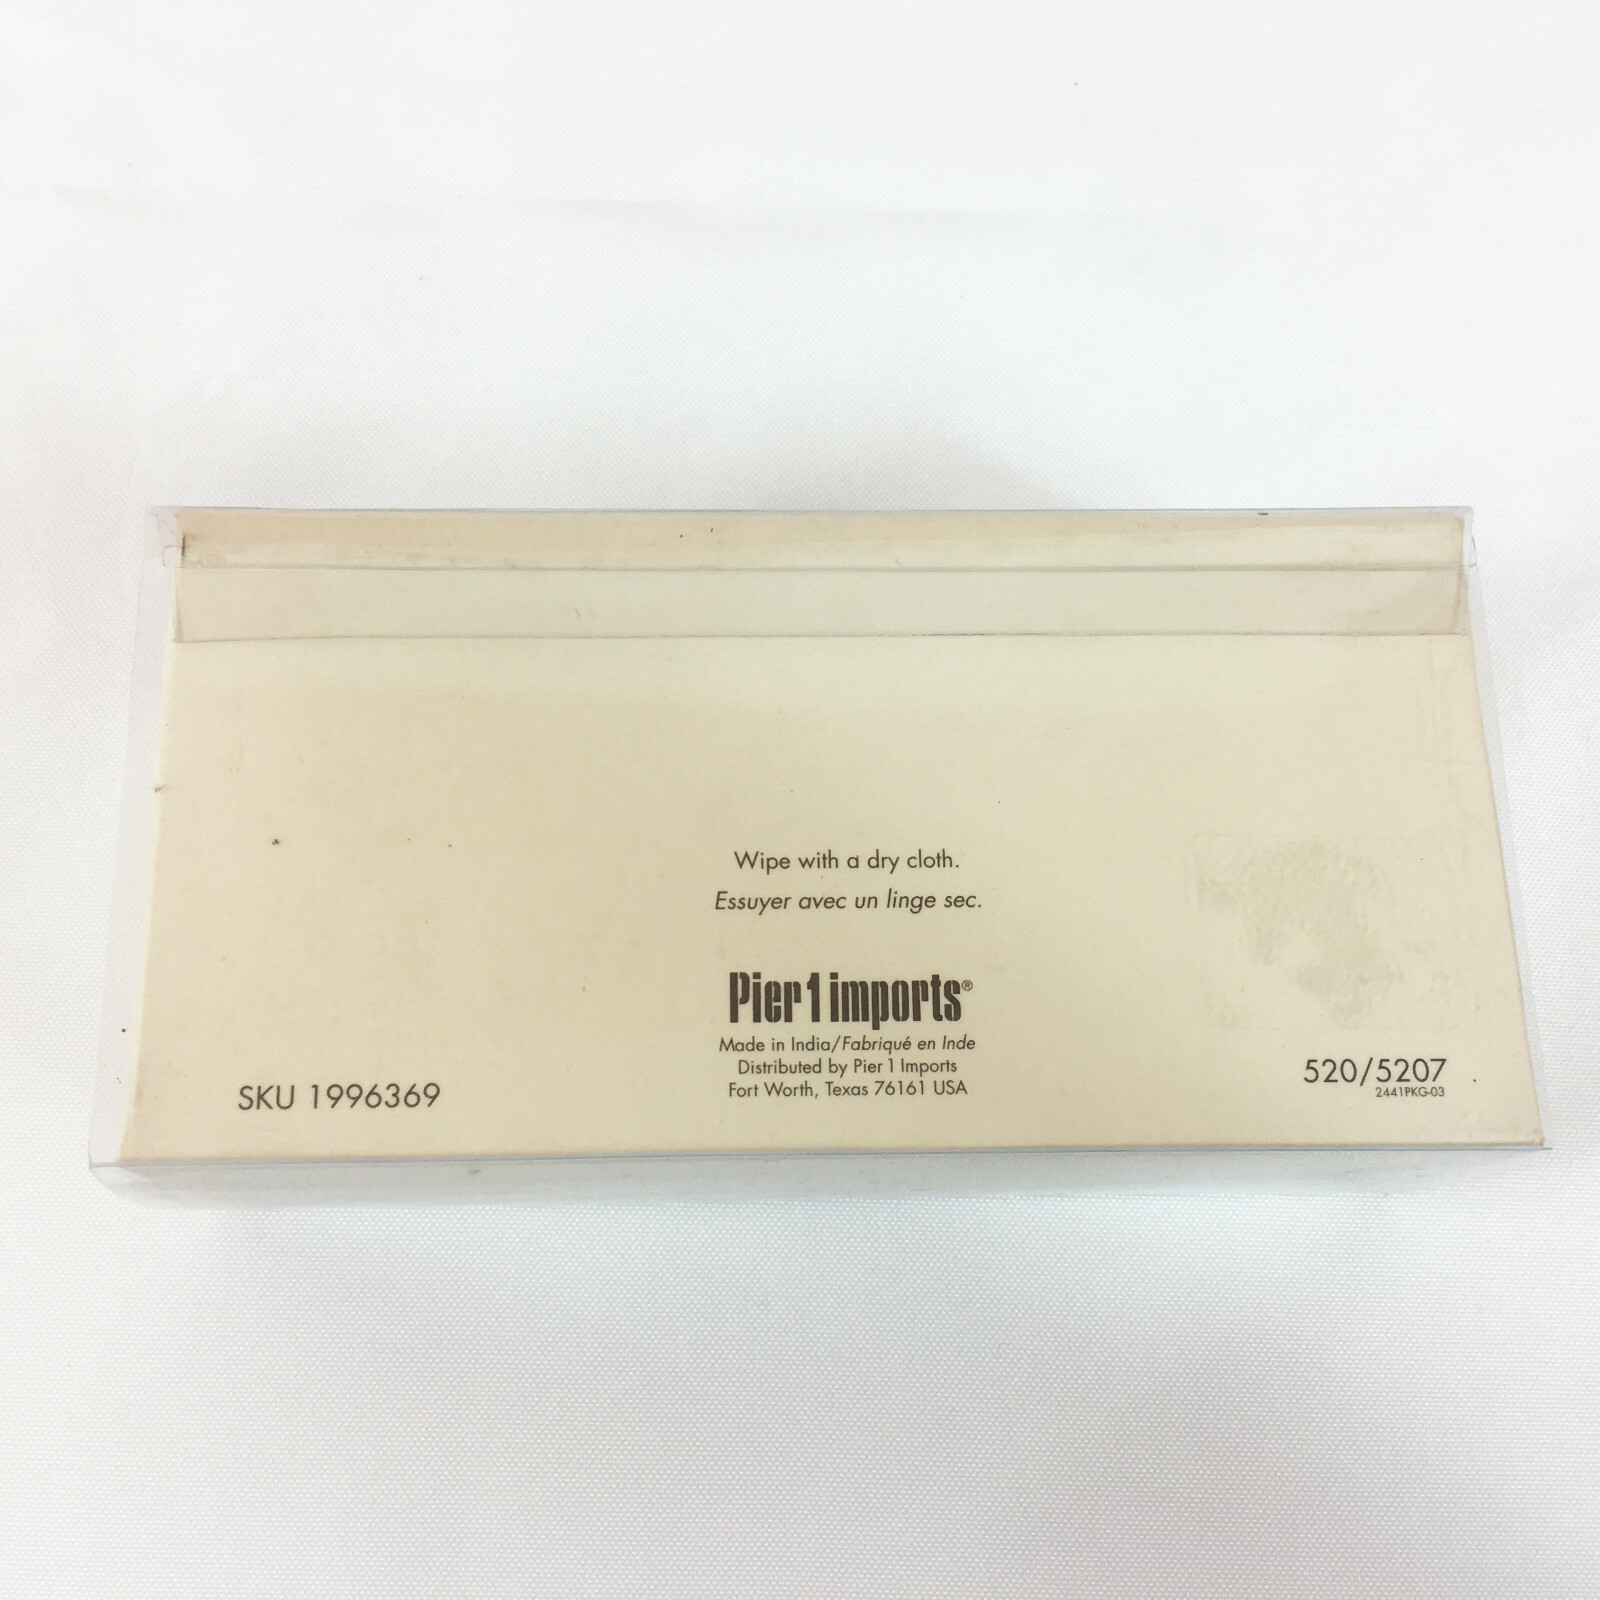 Wipe with a dry cloth.
Essuyer avec un linge sec.
Pier 1 imports®
Made in India/Fabriqué en Inde
Distributed by Pier 1 Imports
Fort Worth, Texas 76161 USA
SKU 1996369
520/5207
2441PKG-03